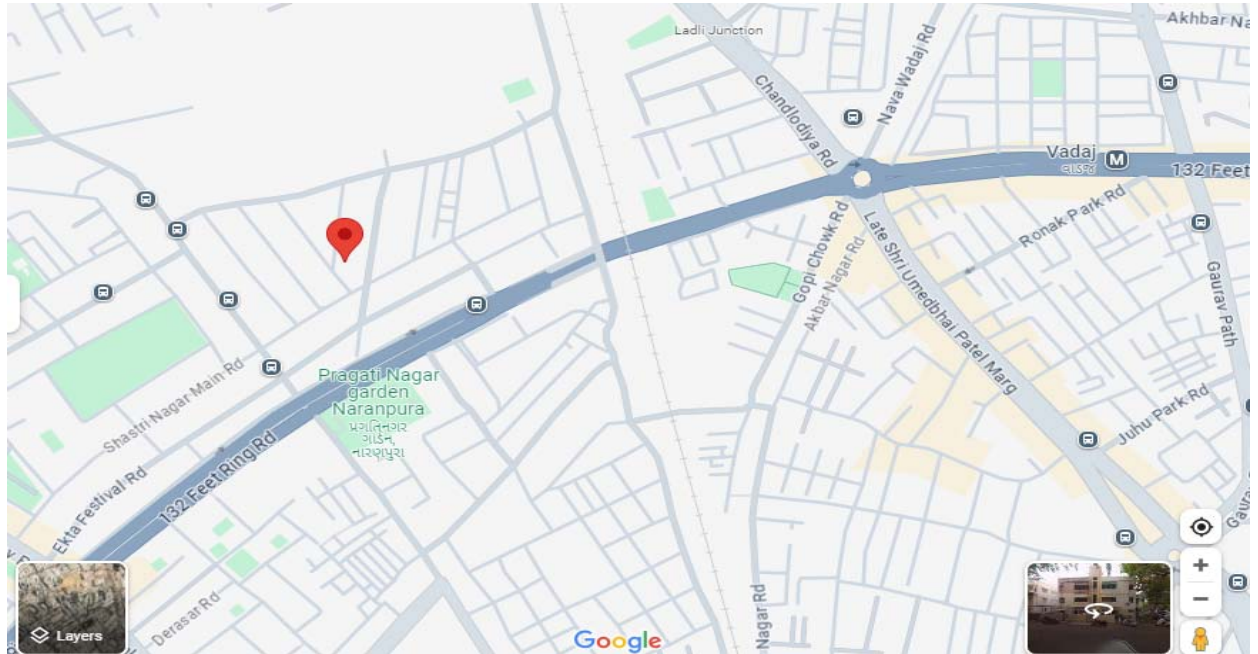 Ladli Junction
Akhbar Na
Chandlodiya Rd
Nava Wadaj Rd
Vadaj
વાડજ
M
132 Feet
Ronak Park Rd
Gopi Chowk Rd
Akbar Nagar Rd
Late Shri Umedbhai Patel Marg
Gaurav Path
Shastri Nagar Main Rd
Pragati Nagar
garden
Naranpura
પ્રગતિનગર
ગાર્ડન,
નારણપુરા
Juhu Park Rd
132 Feet Ring Rd
Ekta Festival Rd
Gaura
Derasar Rd
Nagar Rd
Layers
Google